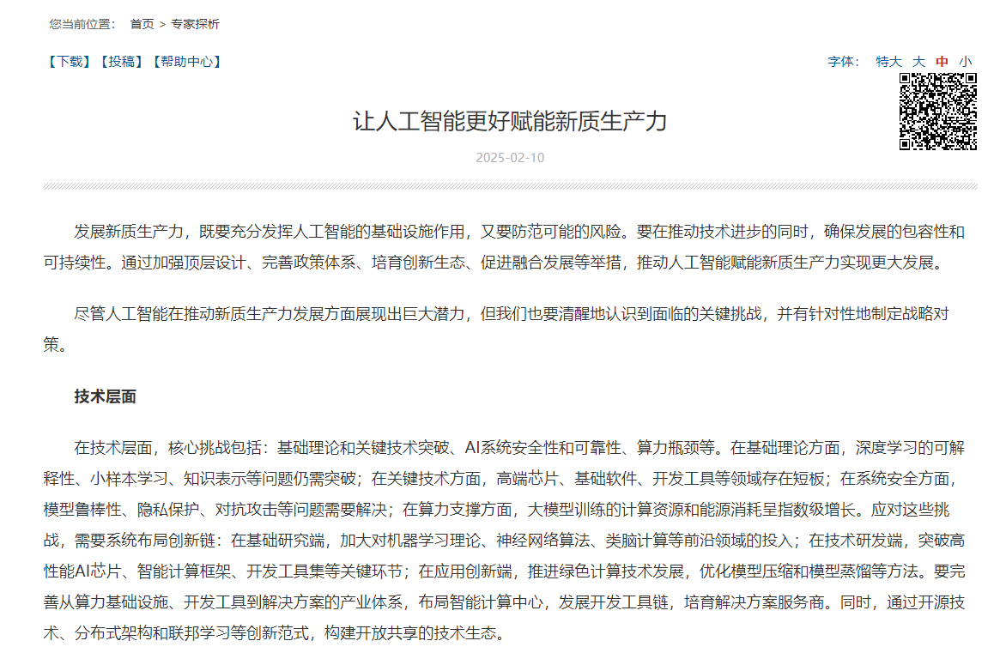 您当前位置： 首页 > 专家探析
【下载】【投稿】【帮助中心】 字体： 特大 大 中 小
让人工智能更好赋能新质生产力
2025-02-10
发展新质生产力，既要充分发挥人工智能的基础设施作用，又要防范可能的风险。要在推动技术进步的同时，确保发展的包容性和
可持续性。通过加强顶层设计、完善政策体系、培育创新生态、促进融合发展等举措，推动人工智能赋能新质生产力实现更大发展。
尽管人工智能在推动新质生产力发展方面展现出巨大潜力，但我们也要清醒地认识到面临的关键挑战，并有针对性地制定战略对
策。
技术层面
在技术层面，核心挑战包括：基础理论和关键技术突破、AI系统安全性和可靠性、算力瓶颈等。在基础理论方面，深度学习的可解
释性、小样本学习、知识表示等问题仍需突破；在关键技术方面，高端芯片、基础软件、开发工具等领域存在短板；在系统安全方面，
模型鲁棒性、隐私保护、对抗攻击等问题需要解决；在算力支撑方面，大模型训练的计算资源和能源消耗呈指数级增长。应对这些挑
战，需要系统布局创新链：在基础研究端，加大对机器学习理论、神经网络算法、类脑计算等前沿领域的投入；在技术研发端，突破高
性能AI芯片、智能计算框架、开发工具集等关键环节；在应用创新端，推进绿色计算技术发展，优化模型压缩和模型蒸馏等方法。要完
善从算力基础设施、开发工具到解决方案的产业体系，布局智能计算中心，发展开发工具链，培育解决方案服务商。同时，通过开源技
术、分布式架构和联邦学习等创新范式，构建开放共享的技术生态。